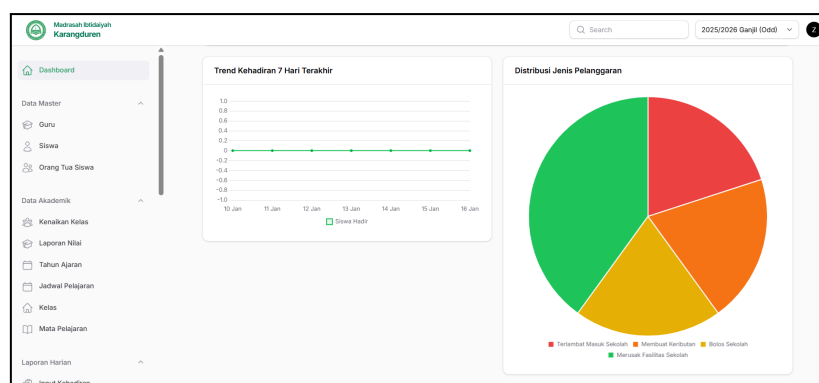 Madrasah Ibtidaiyah
Karangduren
Search
2025/2026 Ganjil (Odd)
Z
Dashboard
Data Master
Guru
Siswa
Orang Tua Siswa
Data Akademik
Kenaikan Kelas
Laporan Nilai
Tahun Ajaran
Jadwal Pelajaran
Kelas
Mata Pelajaran
Laporan Harian
Input Kehadiran
Trend Kehadiran 7 Hari Terakhir
1.0
0.8
0.6
0.4
0.2
0
-0.2
-0.4
-0.6
-0.8
-1.0
10 Jan 11 Jan 12 Jan 13 Jan 14 Jan 15 Jan 16 Jan
Siswa Hadir
Distribusi Jenis Pelanggaran
Terlambat Masuk Sekolah Membuat Keributan Bolos Sekolah
Merusak Fasilitas Sekolah